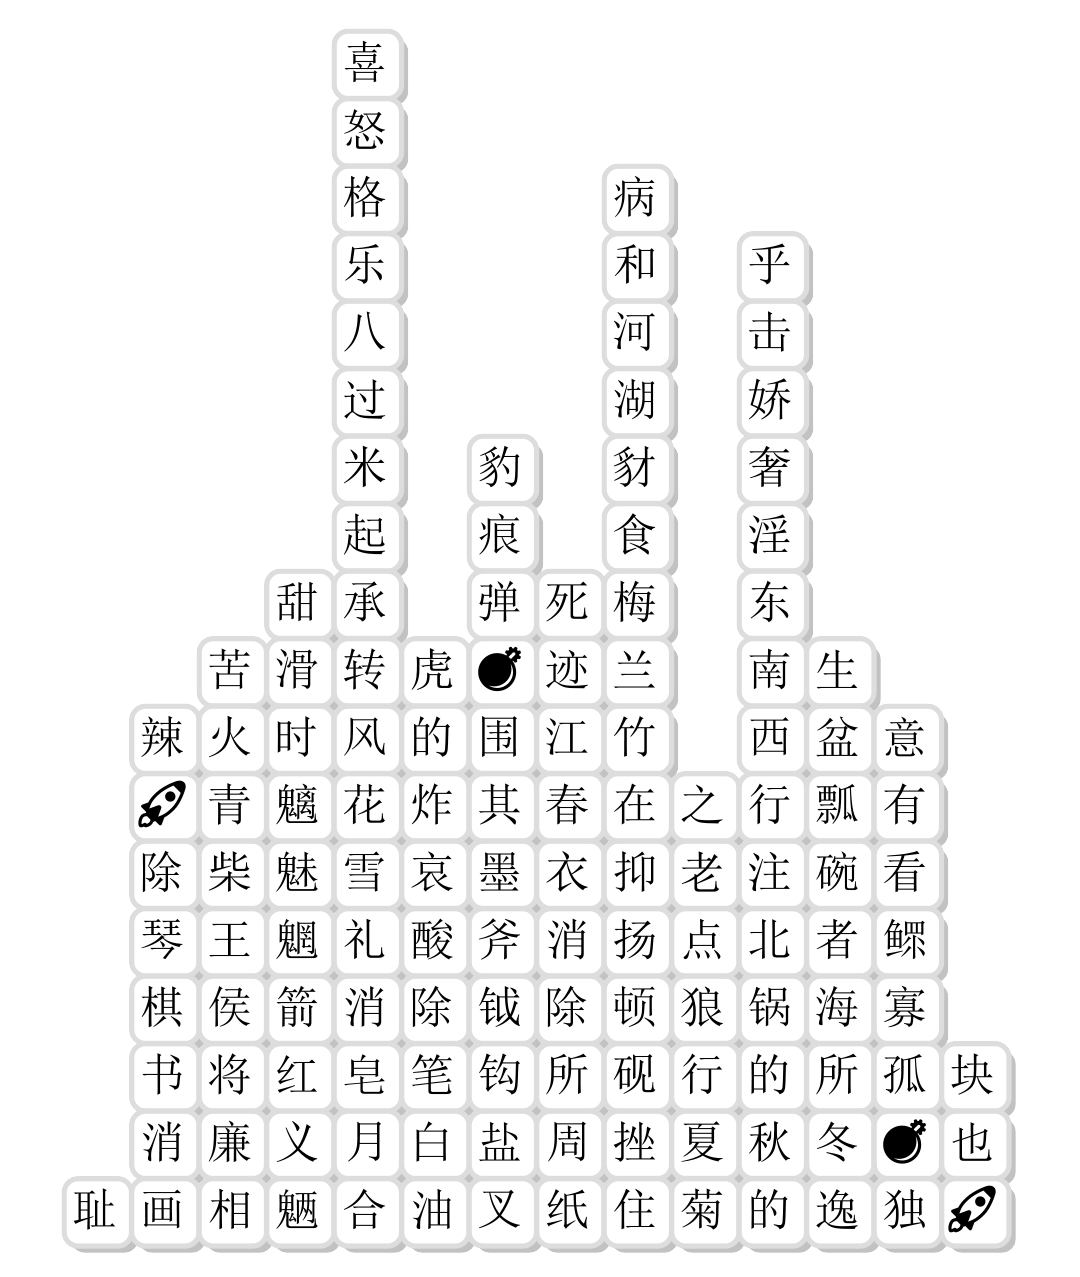 喜
怒
格 病
乐 和 乎
八 河 击
过 湖 娇
米 豹 豺 奢
起 痕 食 淫
甜 承 弹 死 梅 东
苦 滑 转 虎 迹 兰 南 生
辣 火 时 风 的 围 江 竹 西 盆 意
青 魑 花 炸 其 春 在 之 行 瓢 有
除 柴 魅 雪 哀 墨 衣 抑 老 注 碗 看
琴 王 魍 礼 酸 斧 消 扬 点 北 者 鳏
棋 侯 箭 消 除 钺 除 顿 狼 锅 海 寡
书 将 红 皂 笔 钩 所 砚 行 的 所 孤 块
消 廉 义 月 白 盐 周 挫 夏 秋 冬 也
耻 画 相 魉 合 油 叉 纸 住 菊 的 逸 独